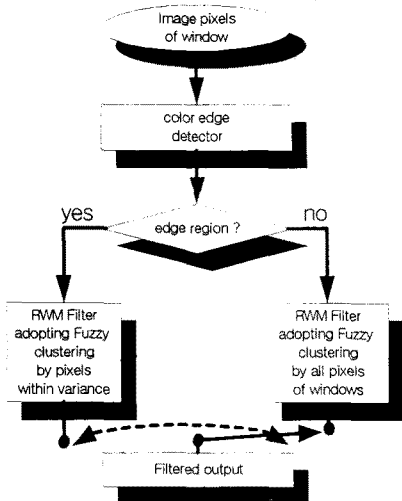 Image pixels
of window
color edge
detector
yes
edge region ?
no
RWM Filter
adopting Fuzzy
clustering
by pixels
within variance
RWM Filter
adopting Fuzzy
clustering
by all pixels
of windows
Filtered output